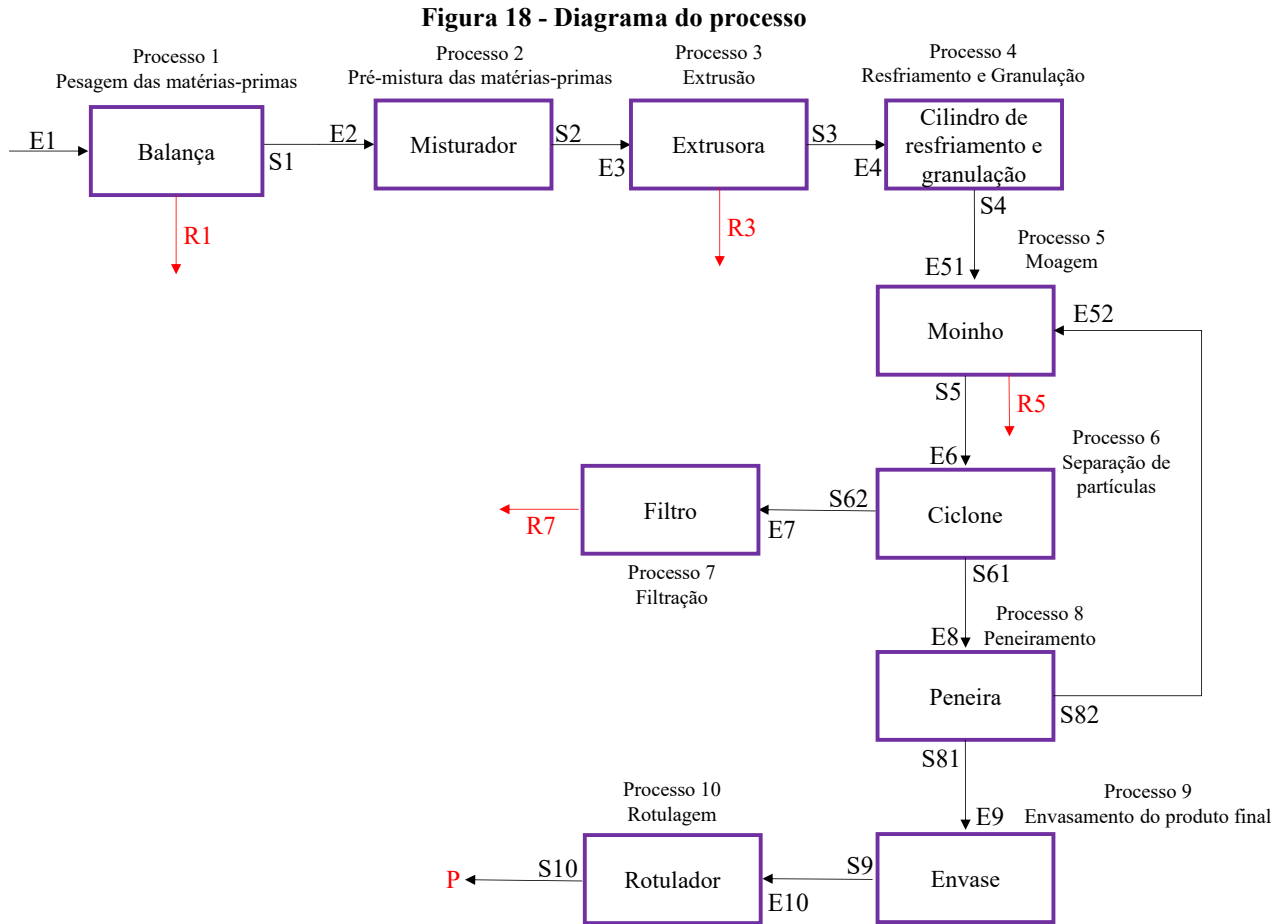 Figura 18 - Diagrama do processo
Processo 1
Pesagem das matérias-primas
Processo 2
Pré-mistura das matérias-primas
Processo 3
Extrusão
Processo 4
Resfriamento e Granulação
E1
Balança
S1
R1
E2
Misturador
S2
E3
Extrusora
S3
R3
E4
Cilindro de
resfriamento e
granulação
S4
Processo 5
Moagem
E51
Moinho
E52
S5
R5
Processo 6
Separação de
partículas
E6
Ciclone
S62
E7
Filtro
R7
Processo 7
Filtração
S61
Processo 8
Peneiramento
E8
Peneira
S82
S81
Processo 9
Envasamento do produto final
E9
Envase
S9
Processo 10
Rotulagem
E10
Rotulador
S10
P